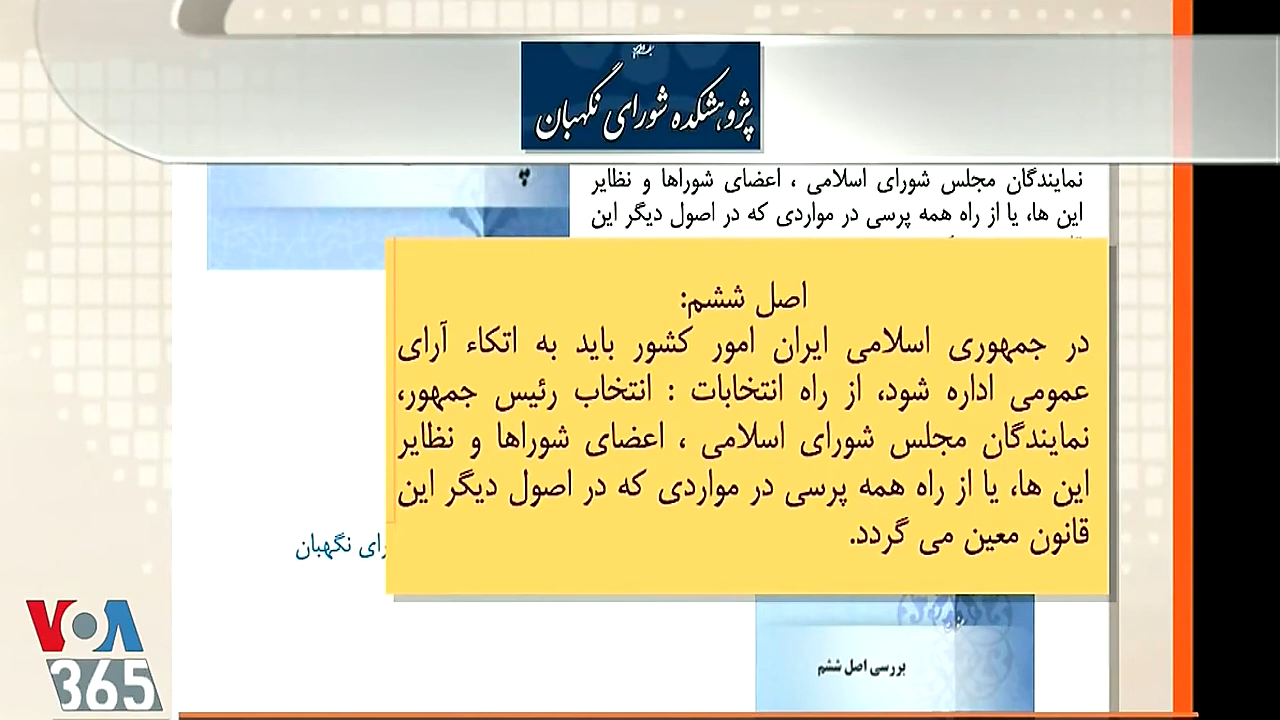 پژوهشکده شورای نگهبان
نمایندگان مجلس شورای اسلامی ، اعضای شوراها و نظایر
این ها، یا از راه همه پرسی در مواردی که در اصول دیگر این
اصل ششم:
در جمهوری اسلامی ایران امور کشور باید به اتکاء آرای
عمومی اداره شود، از راه انتخابات : انتخاب رئیس جمهور،
نمایندگان مجلس شورای اسلامی ، اعضای شوراها و نظایر
این ها، یا از راه همه پرسی در مواردی که در اصول دیگر این
قانون معین می گردد.
نگهبان
بررسی اصل ششم
VOA
365